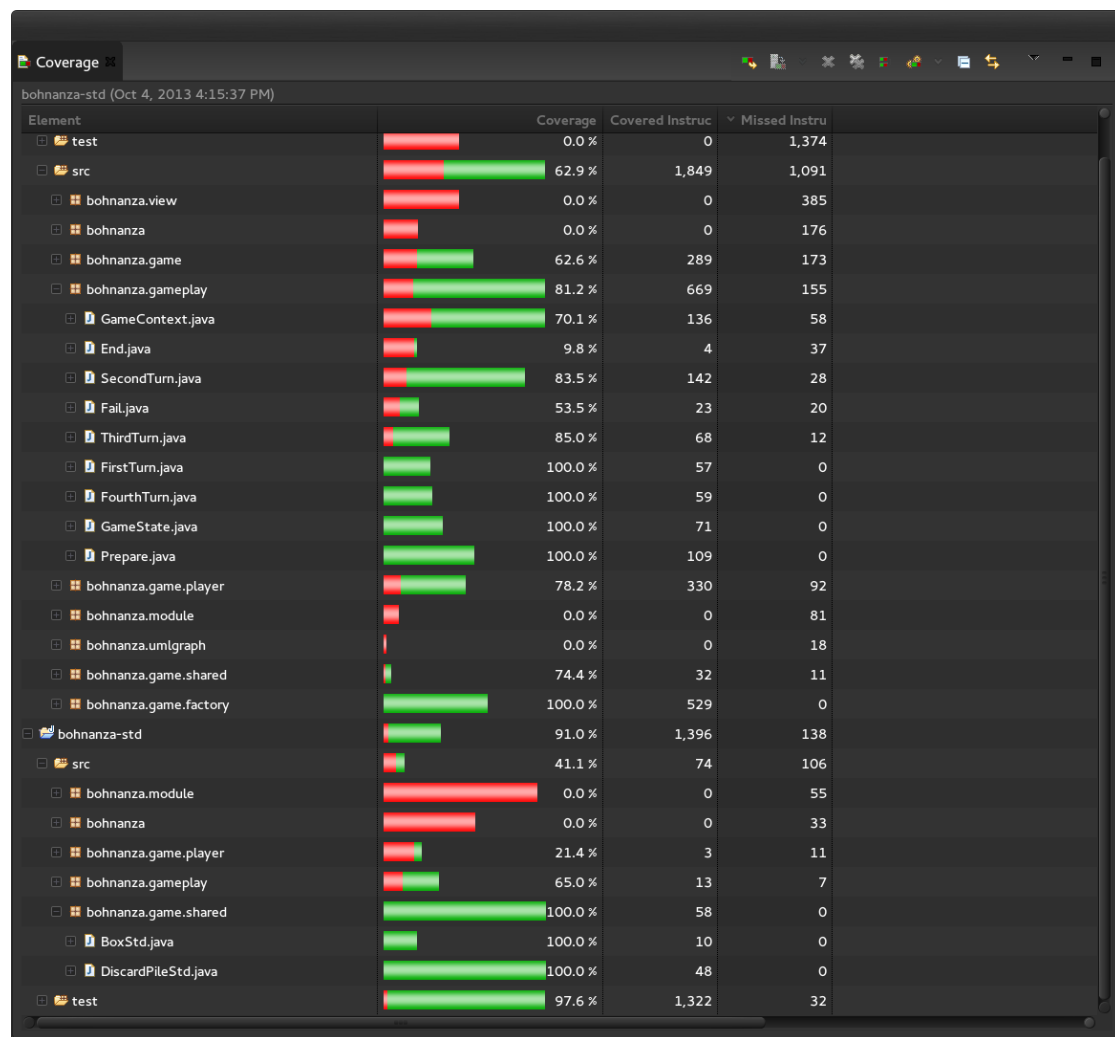 Coverage
bohnanza-std (Oct 4, 2013 4:15:37 PM)
Element Coverage Covered Instruc Missed Instru
test 0.0 % 0 1,374
src 62.9 % 1,849 1,091
bohnanza.view 0.0 % 0 385
bohnanza 0.0 % 0 176
bohnanza.game 62.6 % 289 173
bohnanza.gameplay 81.2 % 669 155
GameContext.java 70.1 % 136 58
End.java 9.8 % 4 37
SecondTurn.java 83.5 % 142 28
Fail.java 53.5 % 23 20
ThirdTurn.java 85.0 % 68 12
FirstTurn.java 100.0 % 57 0
FourthTurn.java 100.0 % 59 0
GameState.java 100.0 % 71 0
Prepare.java 100.0 % 109 0
bohnanza.game.player 78.2 % 330 92
bohnanza.module 0.0 % 0 81
bohnanza.umlgraph 0.0 % 0 18
bohnanza.game.shared 74.4 % 32 11
bohnanza.game.factory 100.0 % 529 0
bohnanza-std 91.0 % 1,396 138
src 41.1 % 74 106
bohnanza.module 0.0 % 0 55
bohnanza 0.0 % 0 33
bohnanza.game.player 21.4 % 3 11
bohnanza.gameplay 65.0 % 13 7
bohnanza.game.shared 100.0 % 58 0
BoxStd.java 100.0 % 10 0
DiscardPileStd.java 100.0 % 48 0
test 97.6 % 1,322 32